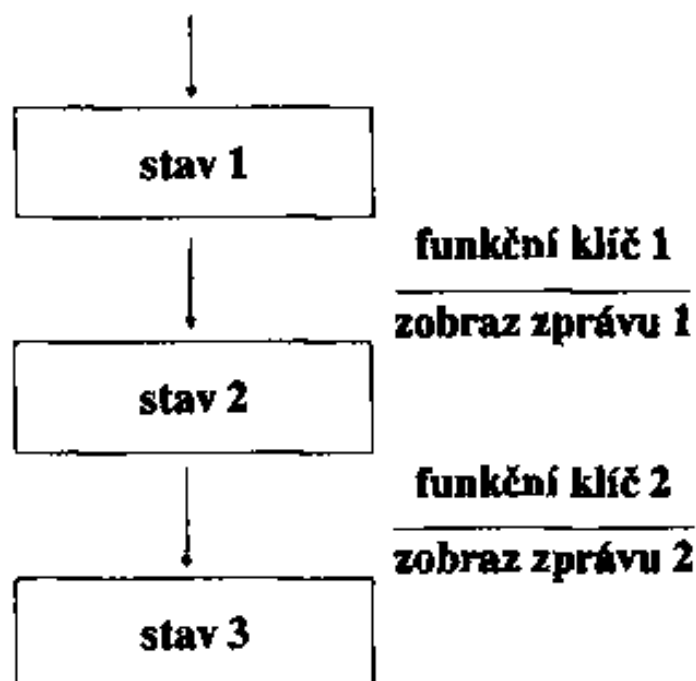 stav 1
funkční klíč 1
zobraz zprávu 1
stav 2
funkční klíč 2
zobraz zprávu 2
stav 3